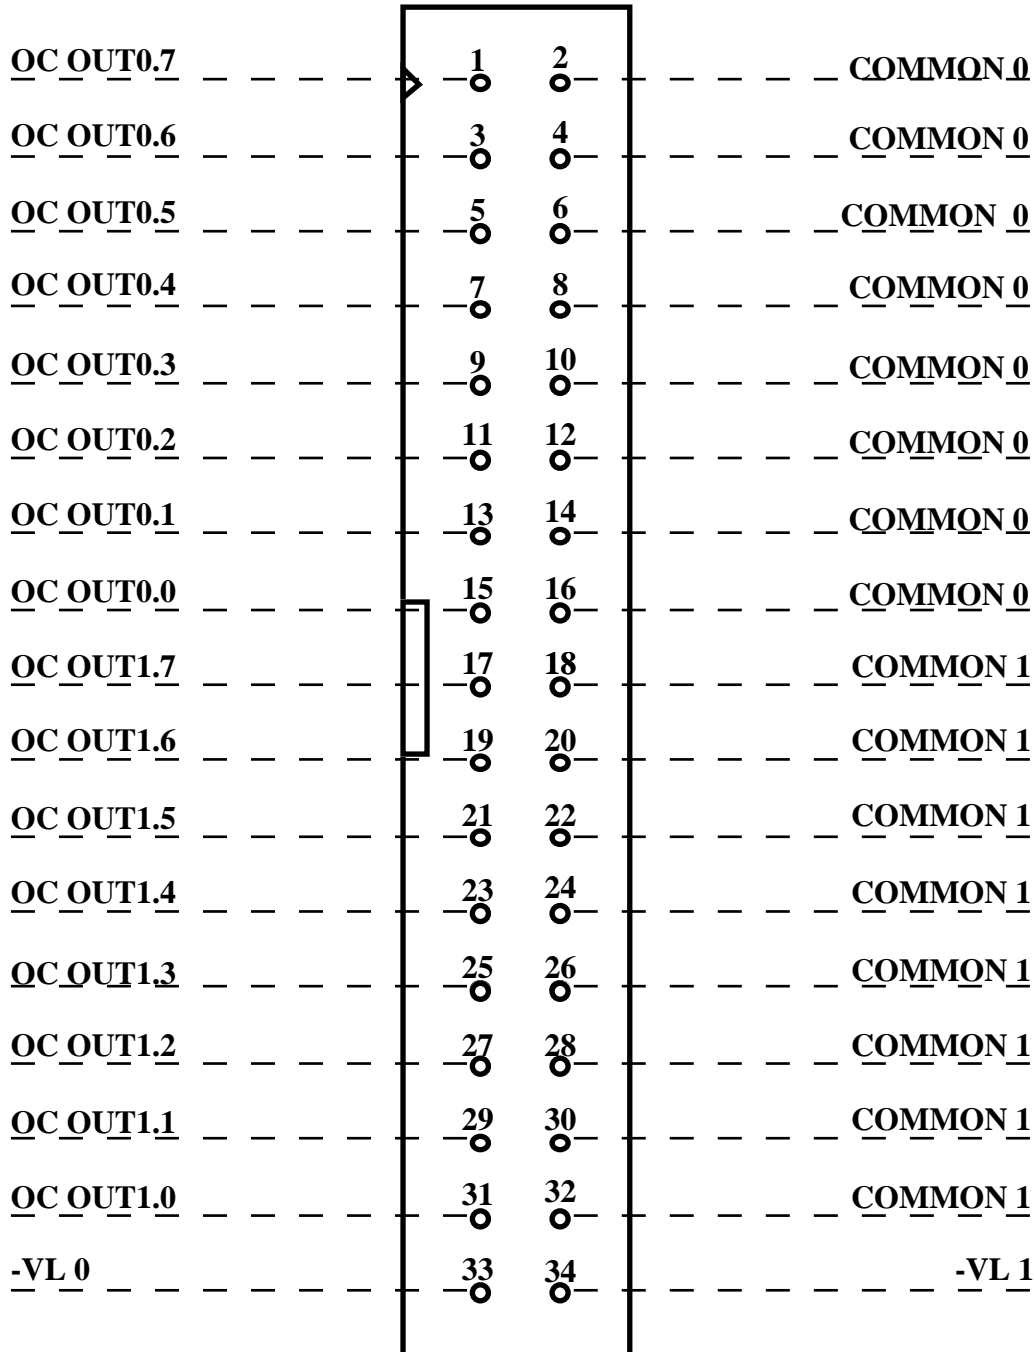 OC OUT0.7 1 2 COMMON 0
OC OUT0.6 3 4 COMMON 0
OC OUT0.5 5 6 COMMON 0
OC OUT0.4 7 8 COMMON 0
OC OUT0.3 9 10 COMMON 0
OC OUT0.2 11 12 COMMON 0
OC OUT0.1 13 14 COMMON 0
OC OUT0.0 15 16 COMMON 0
OC OUT1.7 17 18 COMMON 1
OC OUT1.6 19 20 COMMON 1
OC OUT1.5 21 22 COMMON 1
OC OUT1.4 23 24 COMMON 1
OC OUT1.3 25 26 COMMON 1
OC OUT1.2 27 28 COMMON 1
OC OUT1.1 29 30 COMMON 1
OC OUT1.0 31 32 COMMON 1
-VL 0 33 34 -VL 1